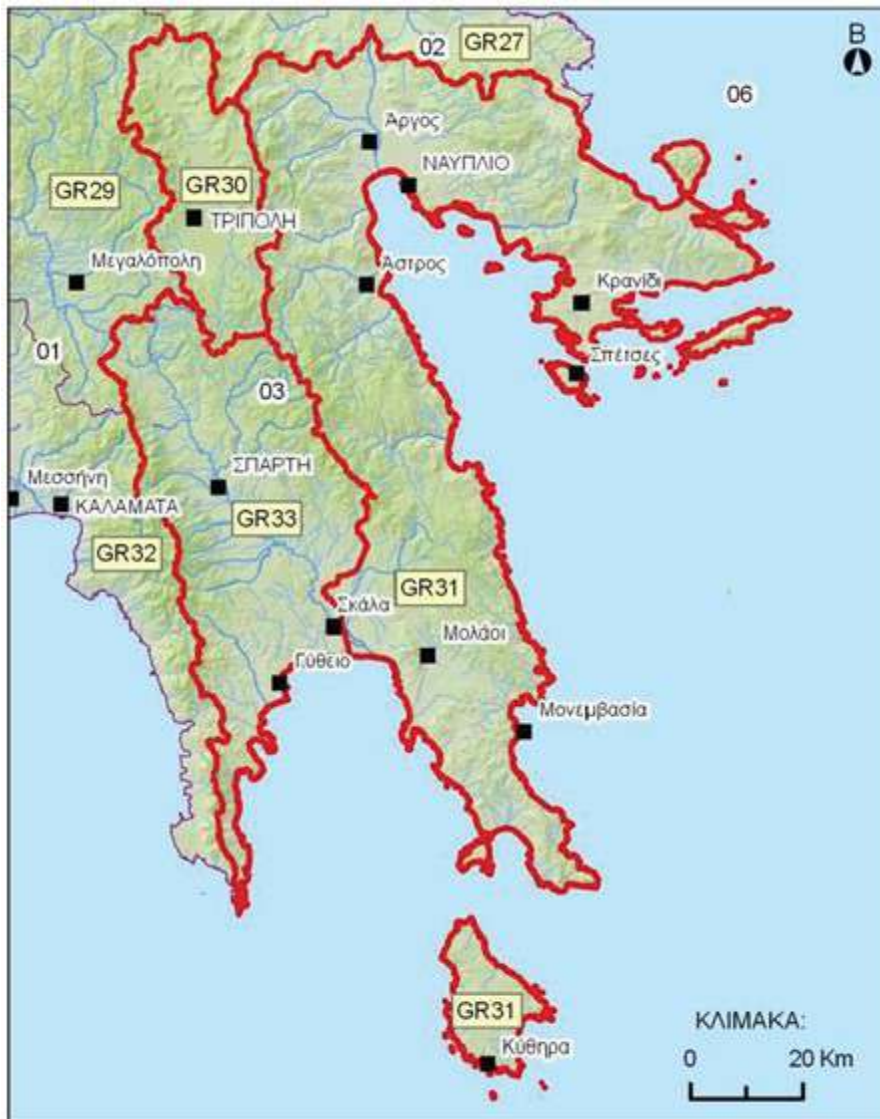 02
GR27
B
06
Άργος
ΝΑΥΠΛΙΟ
GR29
GR30
ΤΡΙΠΟΛΗ
Μεγαλόπολη
Άστρος
Κρανίδι
01
03
Σπέτσες
Μεσσήνη
ΣΠΑΡΤΗ
ΚΑΛΑΜΑΤΑ
GR33
GR32
GR31
Σκάλα
Μολάοι
Γύθειο
Μονεμβασία
GR31
Κύθηρα
ΚΛΙΜΑΚΑ:
0 20 Km